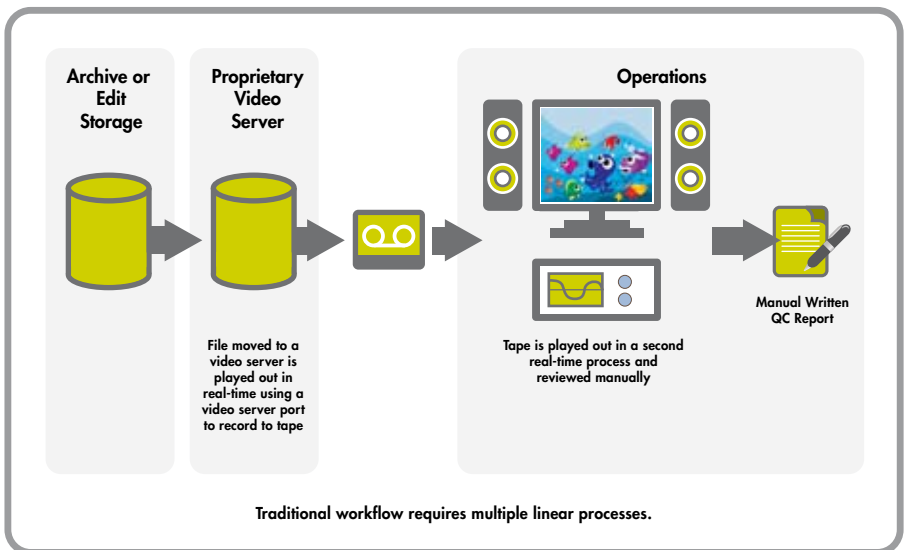 Archive or
Edit
Storage
Proprietary
Video
Server
File moved to a
video server is
played out in
real-time using a
video server port
to record to tape
Operations
Tape is played out in a second
real-time process and
reviewed manually
Manual Written
QC Report
Traditional workflow requires multiple linear processes.